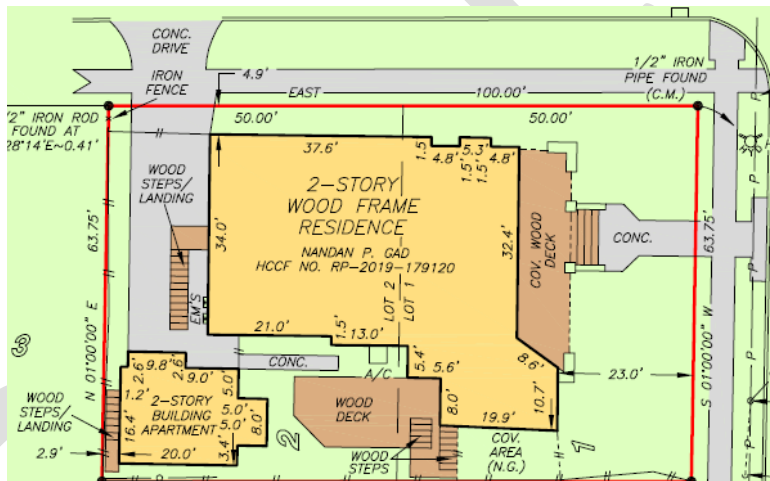 CONC.
DRIVE
IRON
FENCE
4.9'
EAST 100.00'
1/2" IRON
PIPE FOUND
(C.M.)
/2" IRON ROD
FOUND AT
28°14'E~0.41'
50.00'
50.00'
37.6'
1.5'
4.8'
5.3'
1.5'
1.5'
4.8'
WOOD
STEPS/
LANDING
2-STORY
WOOD FRAME
RESIDENCE
NANDAN P. GAD
HCCF NO. RP-2019-179120
34.0'
32.4'
COV. WOOD
DECK
CONC.
63.75'
63.75'
N 01°00'00" E
S 01°00'00" W
P
P
P
P
P
EM'S
LOT 2
LOT 1
21.0'
1.5'
13.0'
3
CONC.
A/C
5.4'
5.6'
8.6'
23.0'
10.7'
8.0'
19.9'
2.6'
9.8'
2.6'
9.0'
5.0'
1.2'
2-STORY
BUILDING
APARTMENT
5.0'
5.0'
8.0'
16.4'
20.0'
3.4'
WOOD
STEPS/
LANDING
2.9'
WOOD
DECK
2
WOOD
STEPS
COV.
AREA
(N.G.)
1